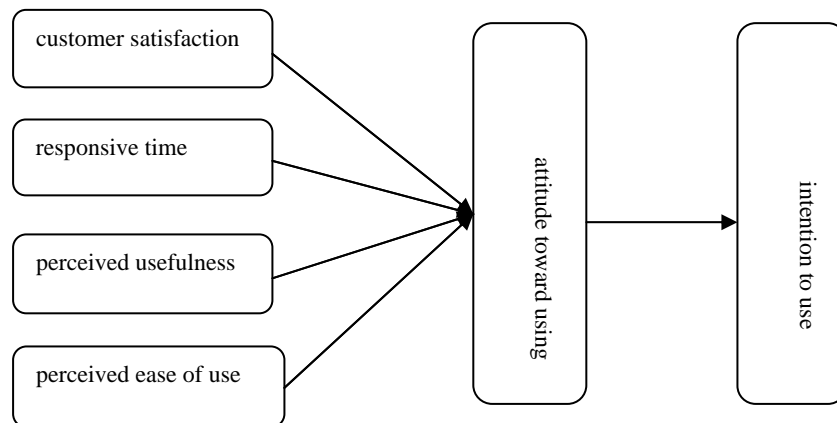 customer satisfaction
responsive time
perceived usefulness
perceived ease of use
attitude toward using
intention to use